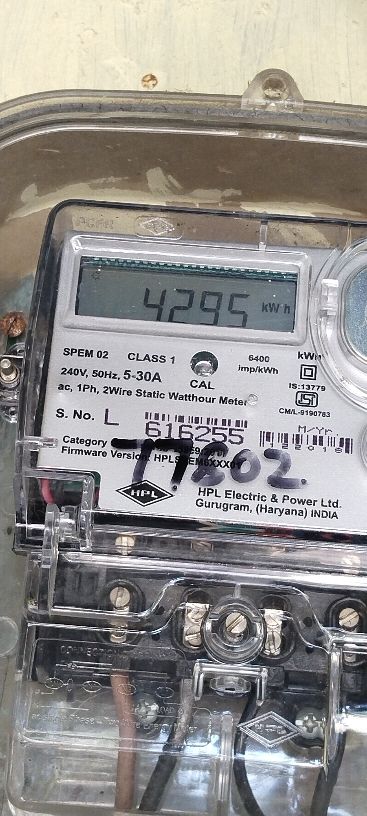 4295 kWh
SPEM 02 CLASS 1 6400 imp/kWh kWh
240V, 50Hz, 5-30A CAL IS:13779
ac, 1Ph, 2Wire Static Watthour Meter CM/L-9190763
S. No. L 616255 M/Yr.
2016
Category
Firmware Version:
T7802
HPL
HPL Electric & Power Ltd.
Gurugram, (Haryana) INDIA